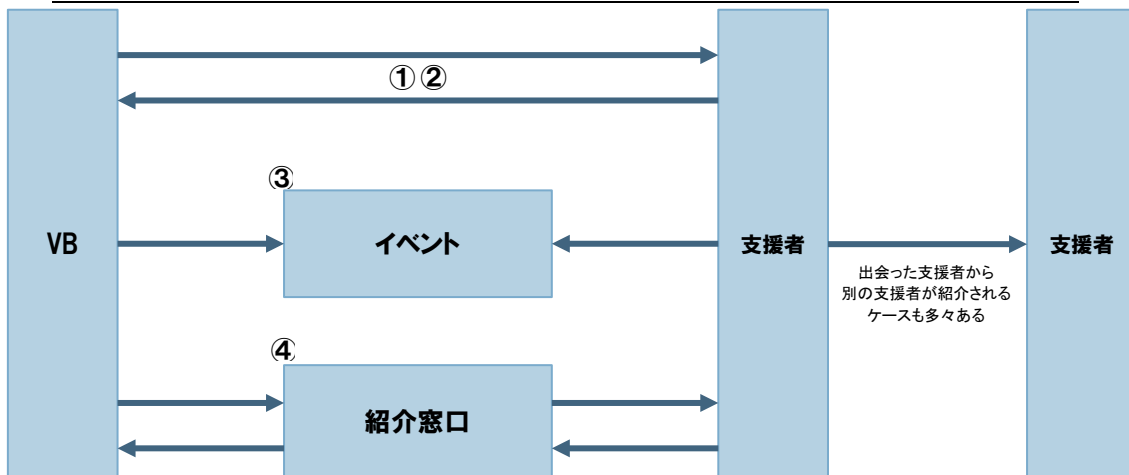 ①②
③
VB
イベント
支援者
支援者
出会った支援者から
別の支援者が紹介される
ケースも多々ある
④
紹介窓口